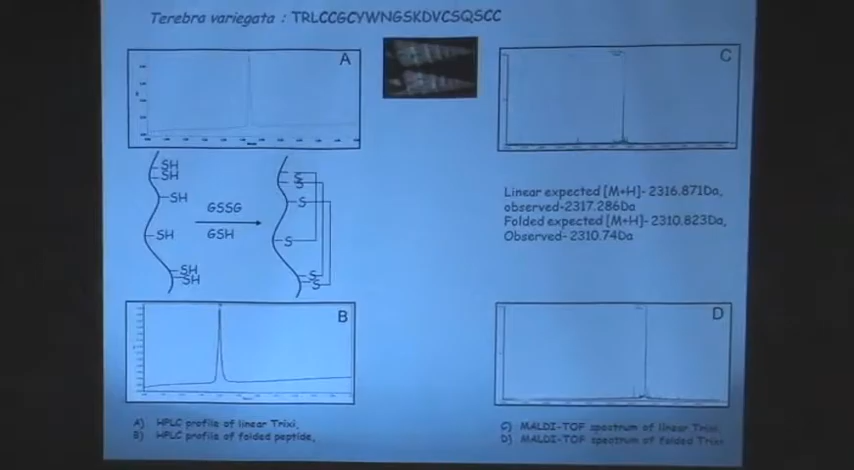 Terebra variegata : TRLCCGCYWNGSKDVCSQSCC
A
C
SH
SH
SH
SH
SH
SH
GSSG
GSH
S
S
S
S
S
S
Linear expected [M+H]- 2316.871Da,
observed-2317.286Da
Folded expected [M+H]- 2310.823Da,
Observed- 2310.74Da
B
D
A) HPLC profile of linear Trixi,
B) HPLC profile of folded peptide,
C) MALDI-TOF spectrum of linear Trixi,
D) MALDI-TOF spectrum of folded Trixi